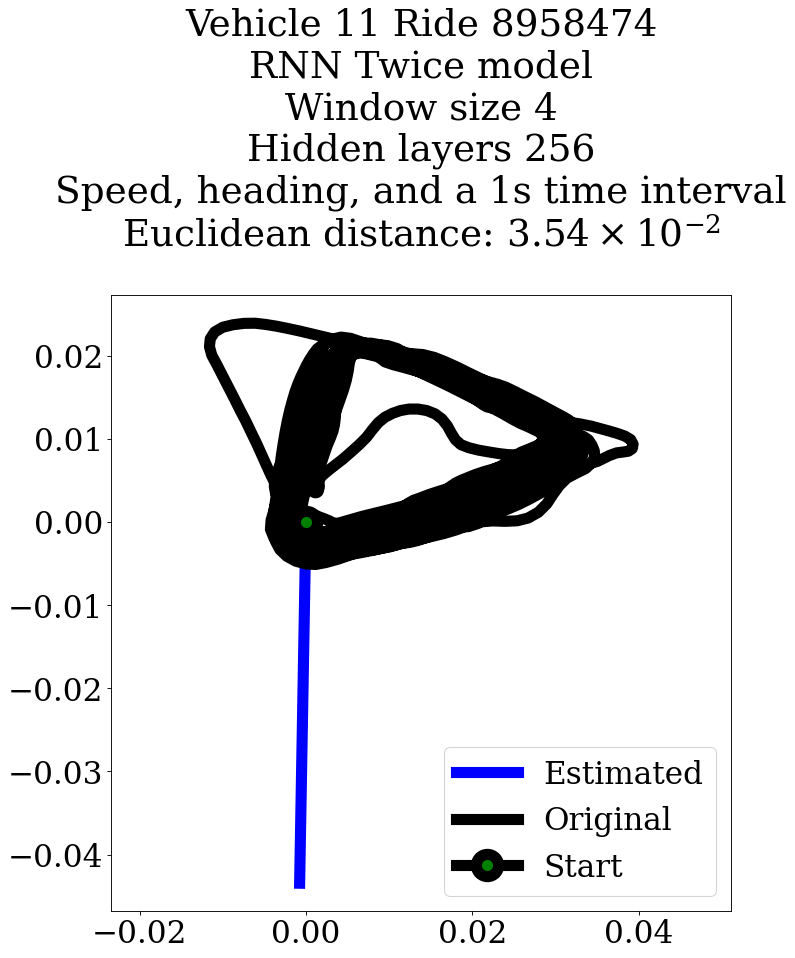 Vehicle 11 Ride 8958474
RNN Twice model
Window size 4
Hidden layers 256
Speed, heading, and a 1s time interval
Euclidean distance: 3.54 × 10⁻²
0.02
0.01
0.00
−0.01
−0.02
−0.03
−0.04
Estimated
Original
Start
−0.02 0.00 0.02 0.04